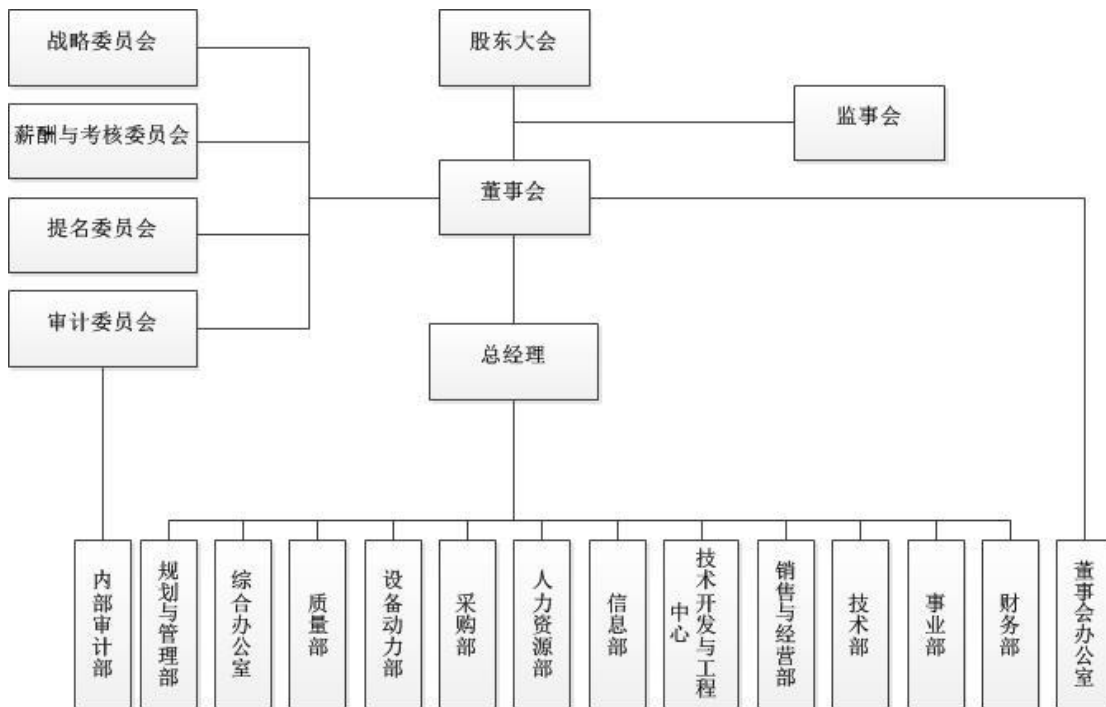 战略委员会
股东大会
监事会
薪酬与考核委员会
董事会
提名委员会
审计委员会
总经理
内部审计部
规划与管理部
综合办公室
质量部
设备动力部
采购部
人力资源部
信息部
技术开发与工程
中心
销售与经营部
技术部
事业部
财务部
董事会办公室